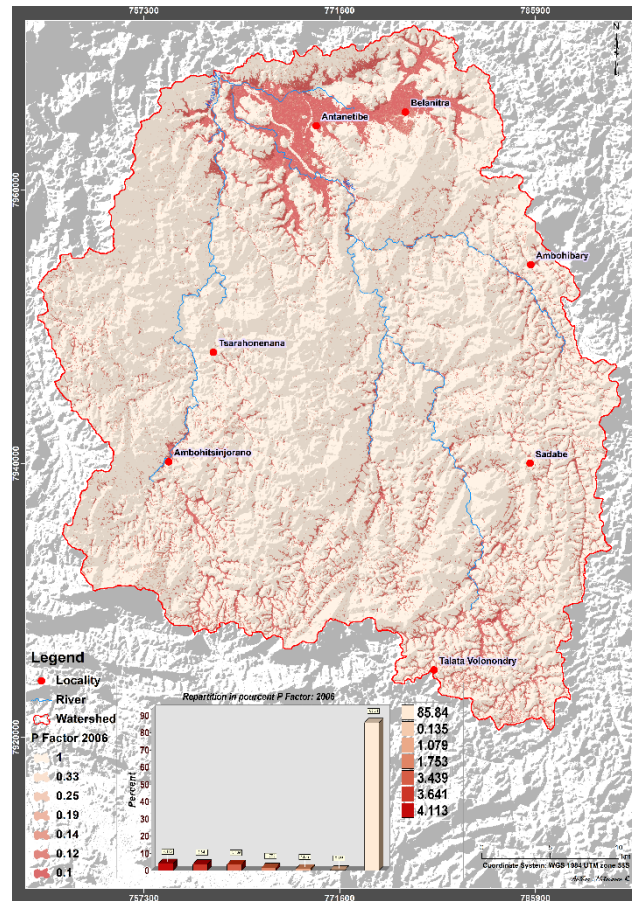 757300 771600 785900
N
Belanitra
Antanetibe
7960000
Ambohibary
Tsarahonenana
Ambohitsinjorano
Sadabe
7940000
Talata Volonondry
Legend
Locality
River
Watershed
P Factor 2006
1
0.33
0.25
0.19
0.14
0.12
0.1
7920000
Repartition in pourcent P Factor: 2006
Percent
90
80
70
60
50
40
30
20
10
0
85.84
0.135
1.079
1.753
3.439
3.641
4.113
Coordinate System: WGS 1984 UTM zone 38S
757300 771600 785900